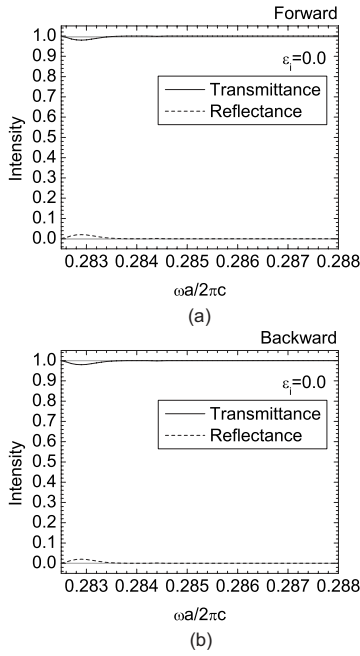 Forward
1.0
0.9
0.8
0.7
0.6
0.5
0.4
0.3
0.2
0.1
0.0
Intensity
εi=0.0
Transmittance
Reflectance
0.283 0.284 0.285 0.286 0.287 0.288
ωa/2πc
(a)
Backward
1.0
0.9
0.8
0.7
0.6
0.5
0.4
0.3
0.2
0.1
0.0
Intensity
εi=0.0
Transmittance
Reflectance
0.283 0.284 0.285 0.286 0.287 0.288
ωa/2πc
(b)